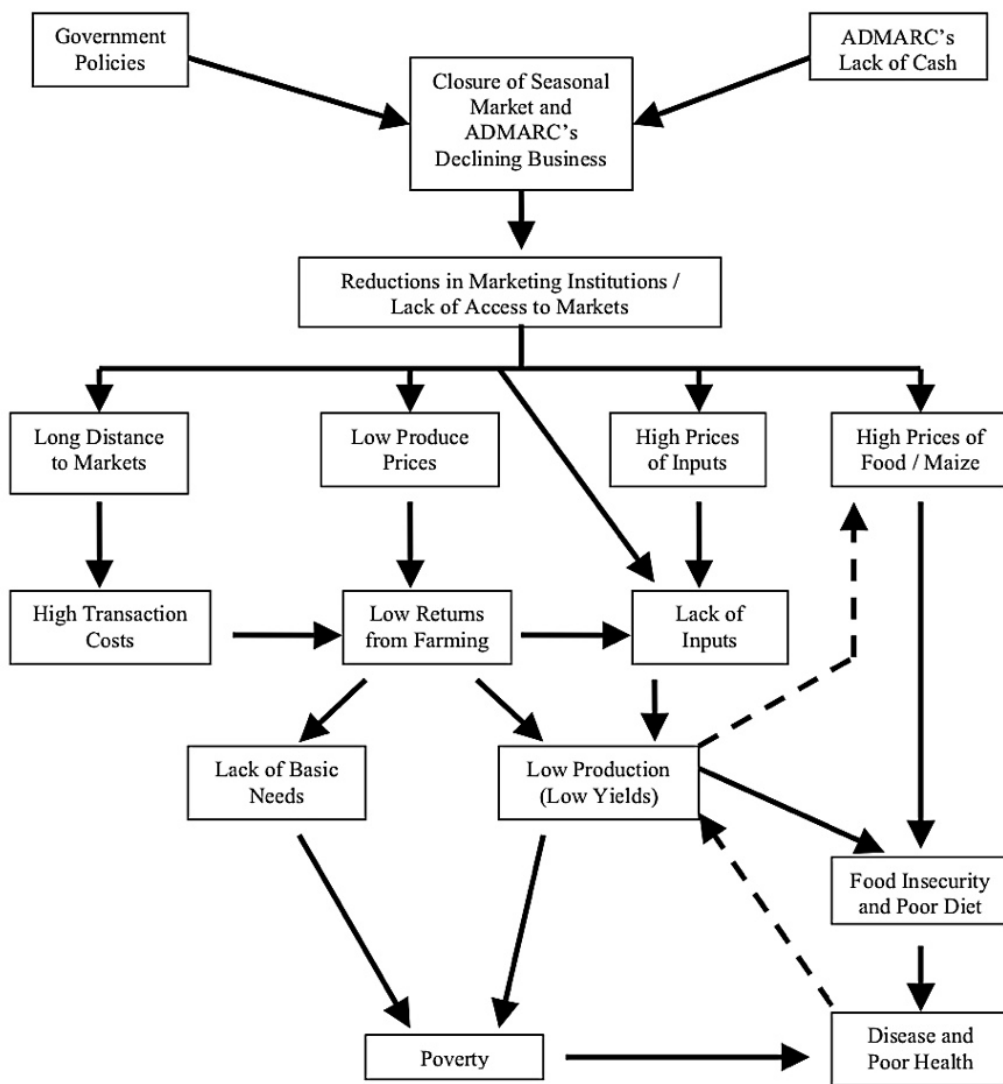 Government
Policies
ADMARC's
Lack of Cash
Closure of Seasonal
Market and
ADMARC's
Declining Business
Reductions in Marketing Institutions /
Lack of Access to Markets
Long Distance
to Markets
Low Produce
Prices
High Prices
of Inputs
High Prices of
Food / Maize
High Transaction
Costs
Low Returns
from Farming
Lack of
Inputs
Lack of Basic
Needs
Low Production
(Low Yields)
Food Insecurity
and Poor Diet
Poverty
Disease and
Poor Health